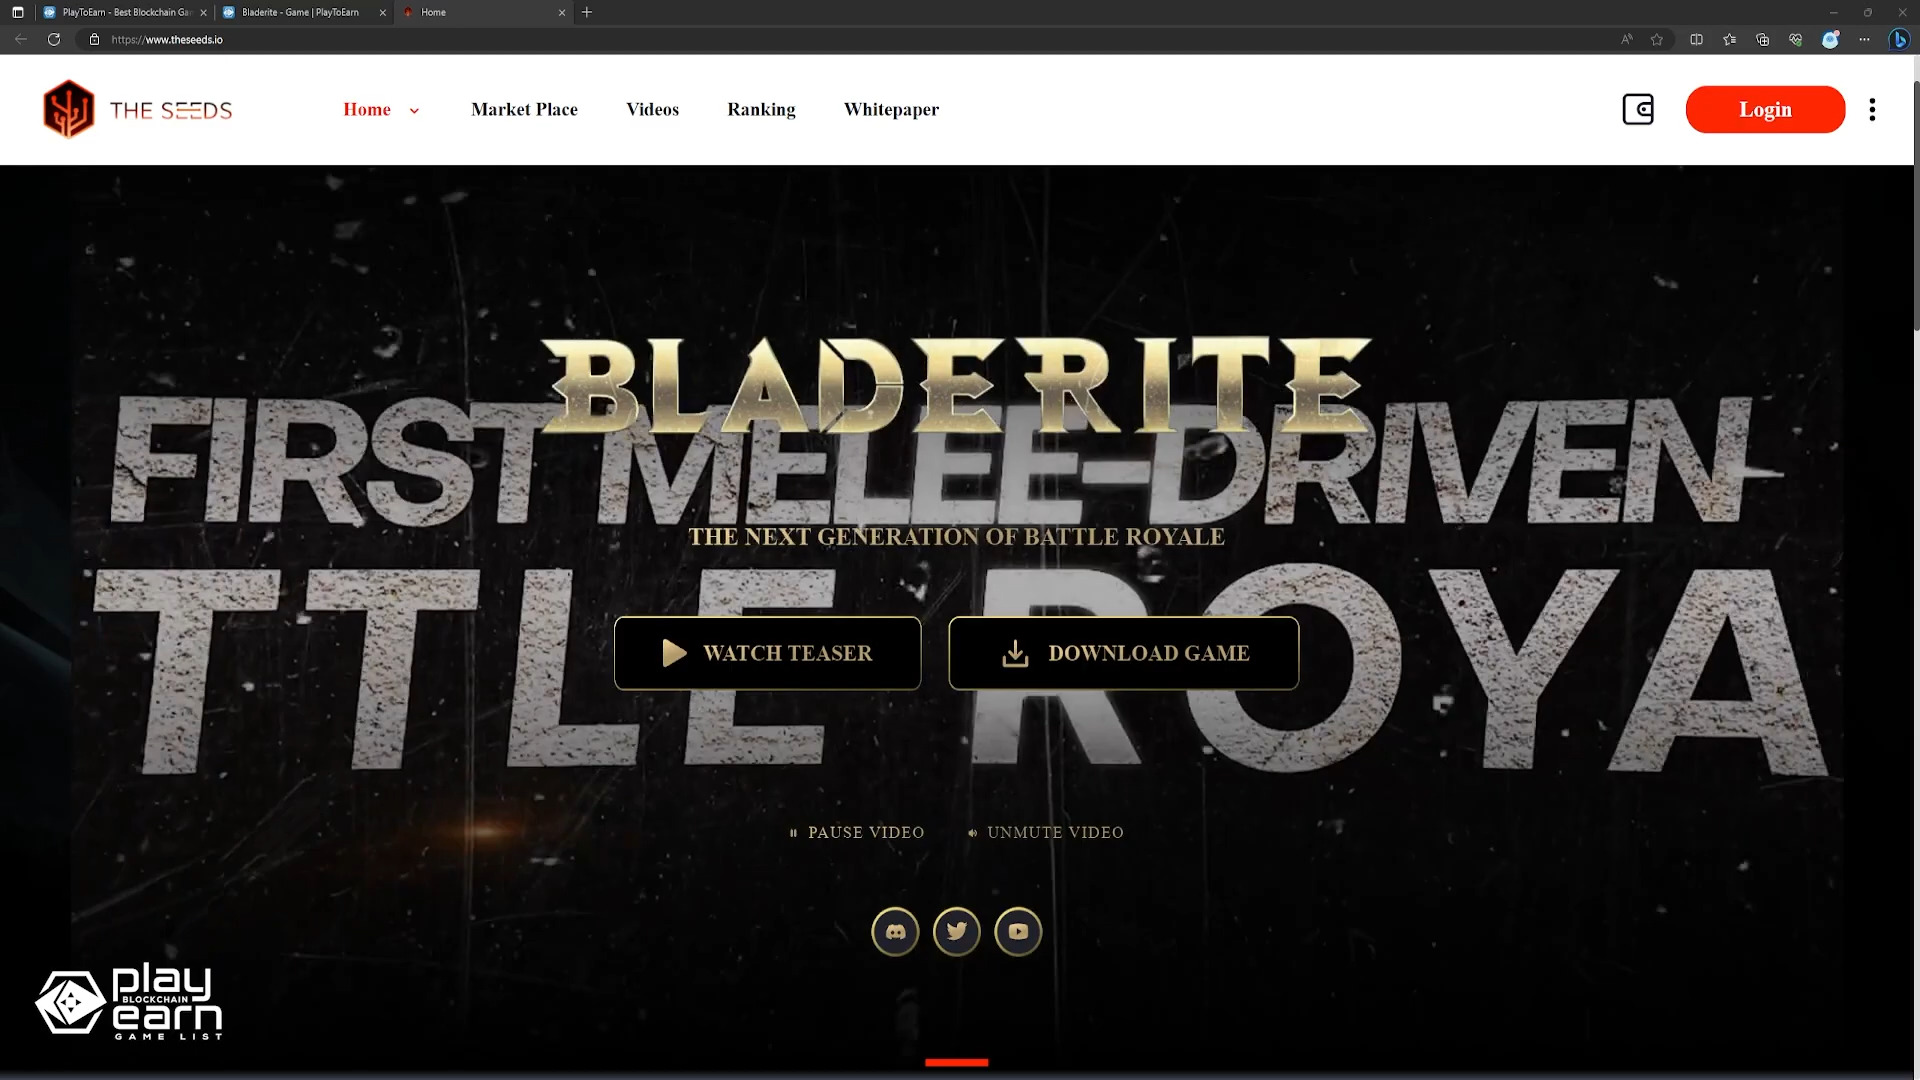 PlayToEarn - Best Blockchain Gam
Bladerite - Game | PlayToEarn
Home
https://www.theseeds.io
THE SEEDS
Home
Market Place
Videos
Ranking
Whitepaper
Login
BLADERITE
FIRST MELEE-DRIVEN
THE NEXT GENERATION OF BATTLE ROYALE
TTLE ROYA
WATCH TEASER
DOWNLOAD GAME
PAUSE VIDEO
UNMUTE VIDEO
play
BLOCKCHAIN
earn
GAME LIST